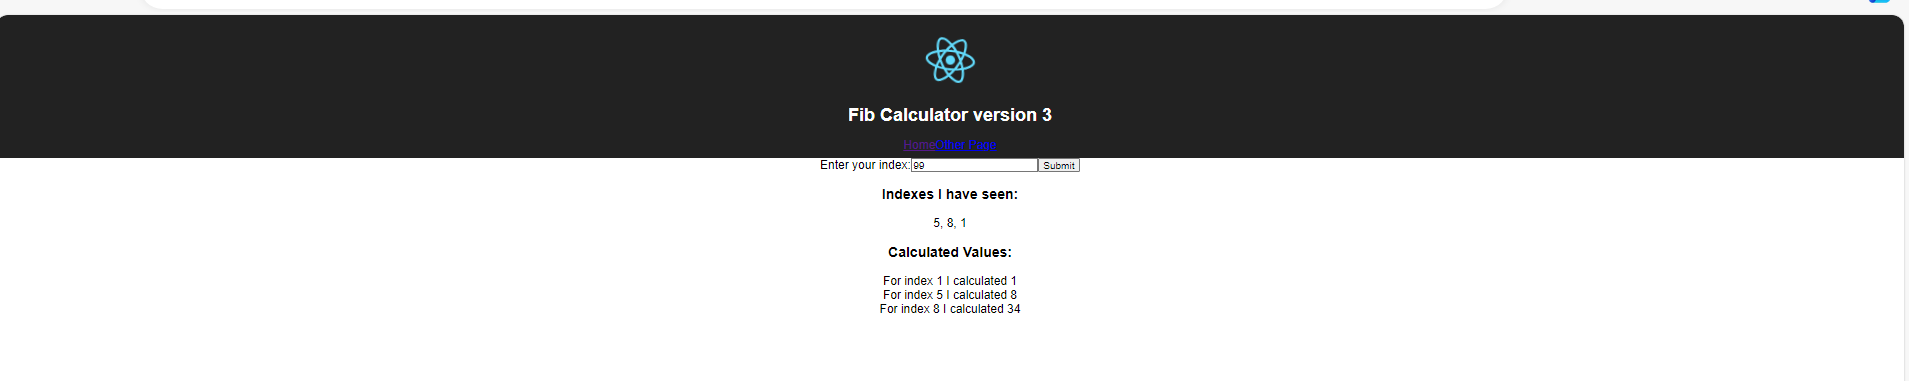 Fib Calculator version 3
HomeOther Page
Enter your index:99 Submit
Indexes I have seen:
5, 8, 1
Calculated Values:
For index 1 I calculated 1
For index 5 I calculated 8
For index 8 I calculated 34